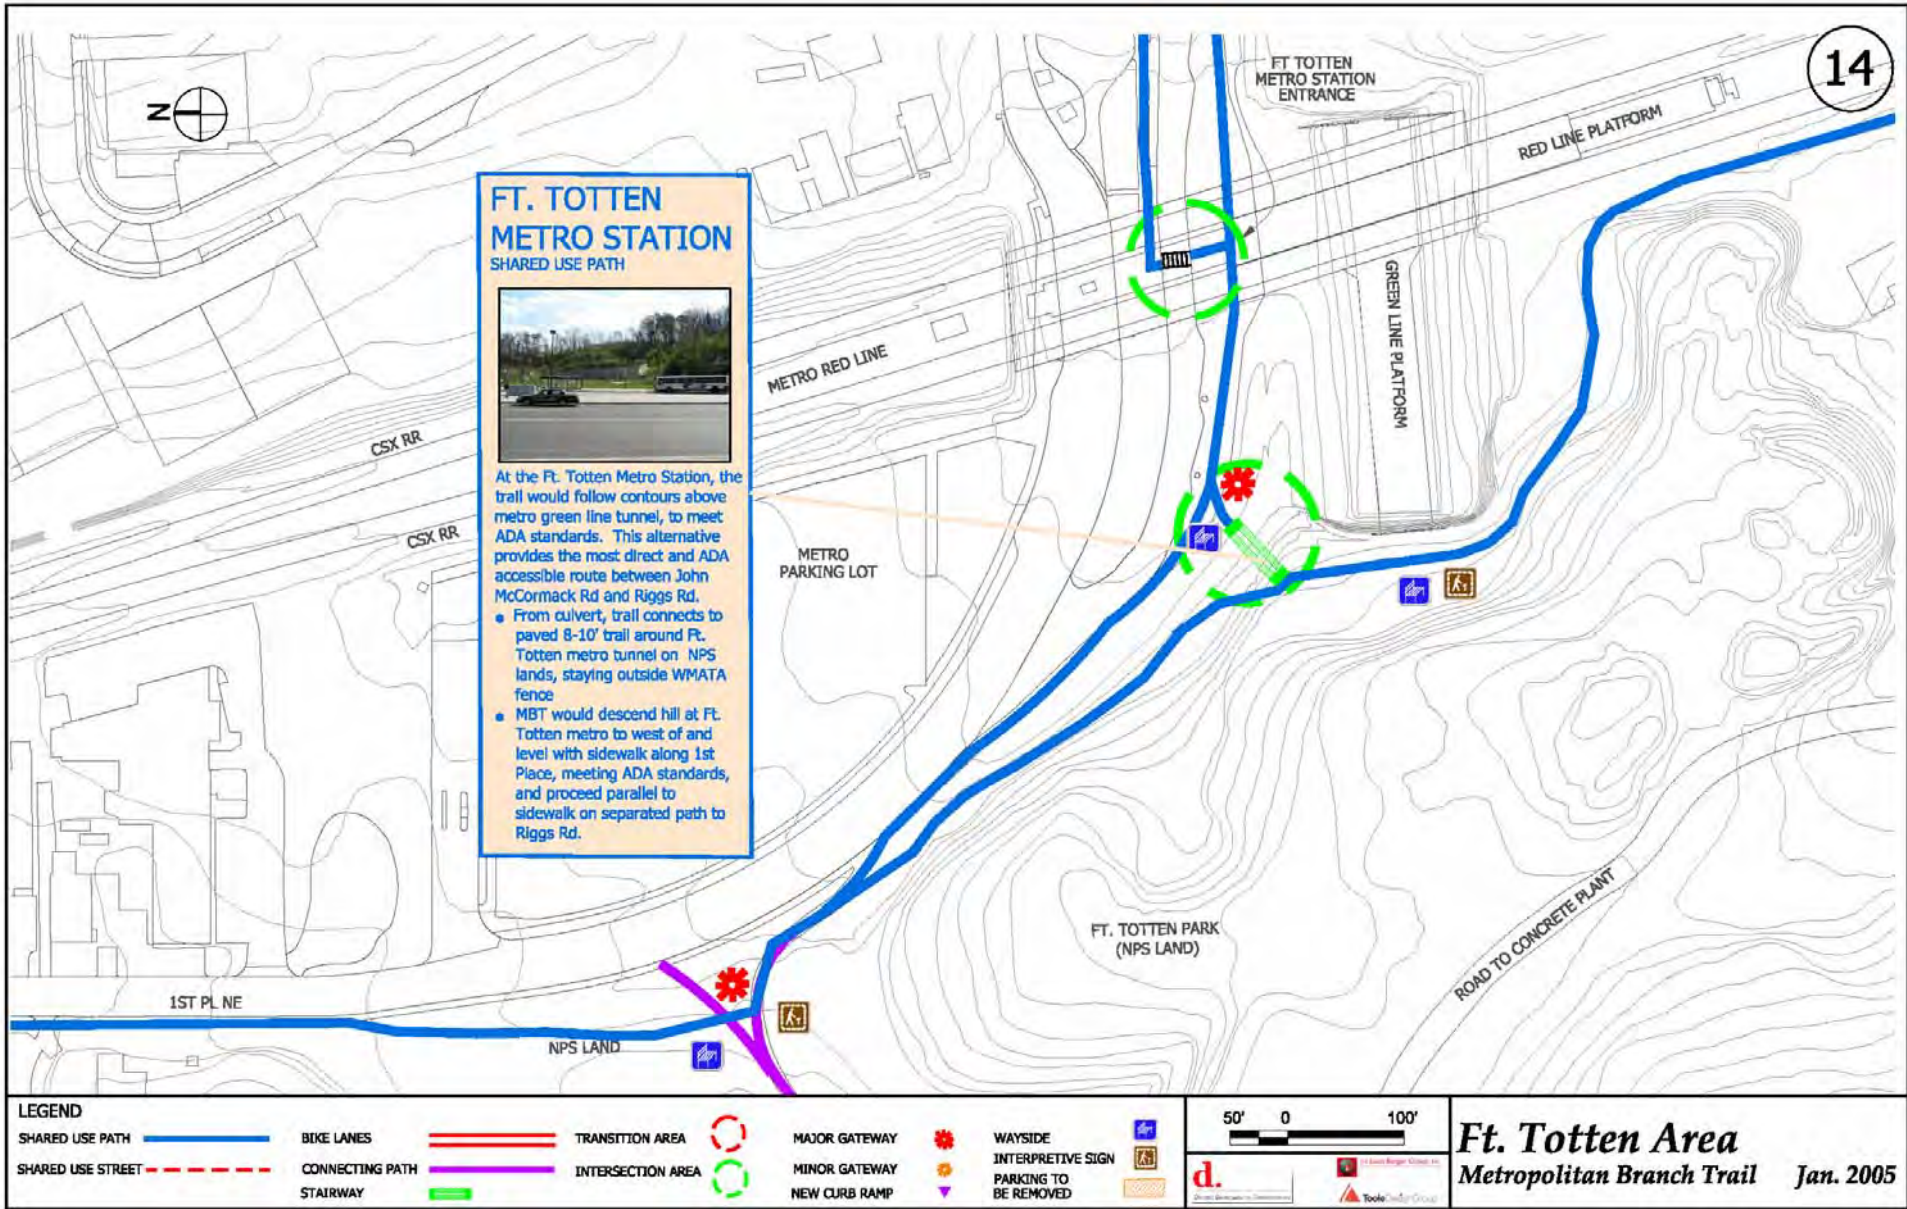 14
N
FT TOTTEN
METRO STATION
ENTRANCE
RED LINE PLATFORM
GREEN LINE PLATFORM
METRO RED LINE
CSX RR
CSX RR
METRO
PARKING LOT
FT. TOTTEN
METRO STATION
SHARED USE PATH
At the Ft. Totten Metro Station, the
trail would follow contours above
metro green line tunnel, to meet
ADA standards. This alternative
provides the most direct and ADA
accessible route between John
McCormack Rd and Riggs Rd.
• From culvert, trail connects to
paved 8-10' trail around Ft.
Totten metro tunnel on NPS
lands, staying outside WMATA
fence
• MBT would descend hill at Ft.
Totten metro to west of and
level with sidewalk along 1st
Place, meeting ADA standards,
and proceed parallel to
sidewalk on separated path to
Riggs Rd.
FT. TOTTEN PARK
(NPS LAND)
ROAD TO CONCRETE PLANT
1ST PL NE
NPS LAND
LEGEND
SHARED USE PATH
SHARED USE STREET
BIKE LANES
CONNECTING PATH
STAIRWAY
TRANSITION AREA
INTERSECTION AREA
MAJOR GATEWAY
MINOR GATEWAY
NEW CURB RAMP
WAYSIDE
INTERPRETIVE SIGN
PARKING TO
BE REMOVED
50' 0 100'
d.
Toole Design Group
Ft. Totten Area
Metropolitan Branch Trail Jan. 2005